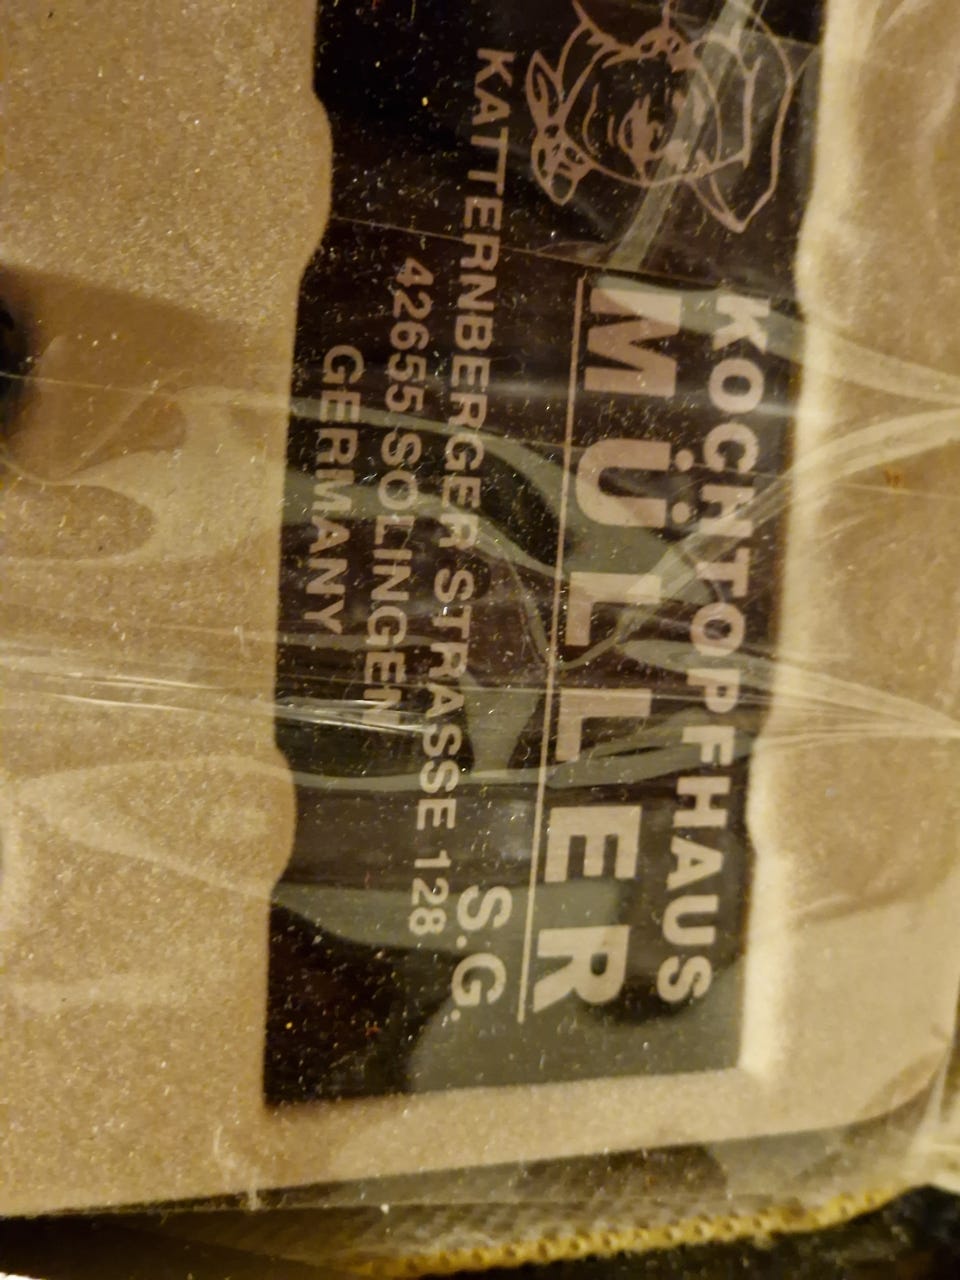 KOCHTOPFHAUS
MÜLLER
S.G.
KATTERNBERGER STRASSE 128
42655 SOLINGEN
GERMANY